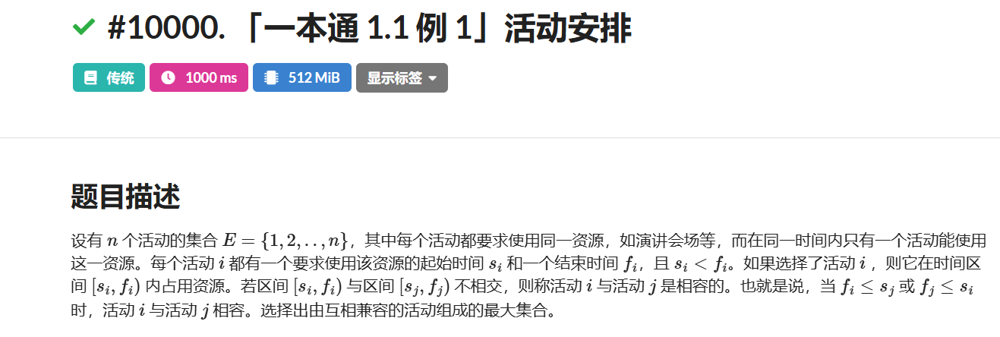 #10000. 「一本通 1.1 例 1」活动安排
传统 1000 ms 512 MiB 显示标签
题目描述
设有 n 个活动的集合 E = {1, 2, . . , n}，其中每个活动都要求使用同一资源，如演讲会场等，而在同一时间内只有一个活动能使用
这一资源。每个活动 i 都有一个要求使用该资源的起始时间 s_i 和一个结束时间 f_i，且 s_i < f_i。如果选择了活动 i ，则它在时间区
间 [s_i, f_i) 内占用资源。若区间 [s_i, f_i) 与区间 [s_j, f_j) 不相交，则称活动 i 与活动 j 是相容的。也就是说，当 f_i ≤ s_j 或 f_j ≤ s_i
时，活动 i 与活动 j 相容。选择出由互相兼容的活动组成的最大集合。